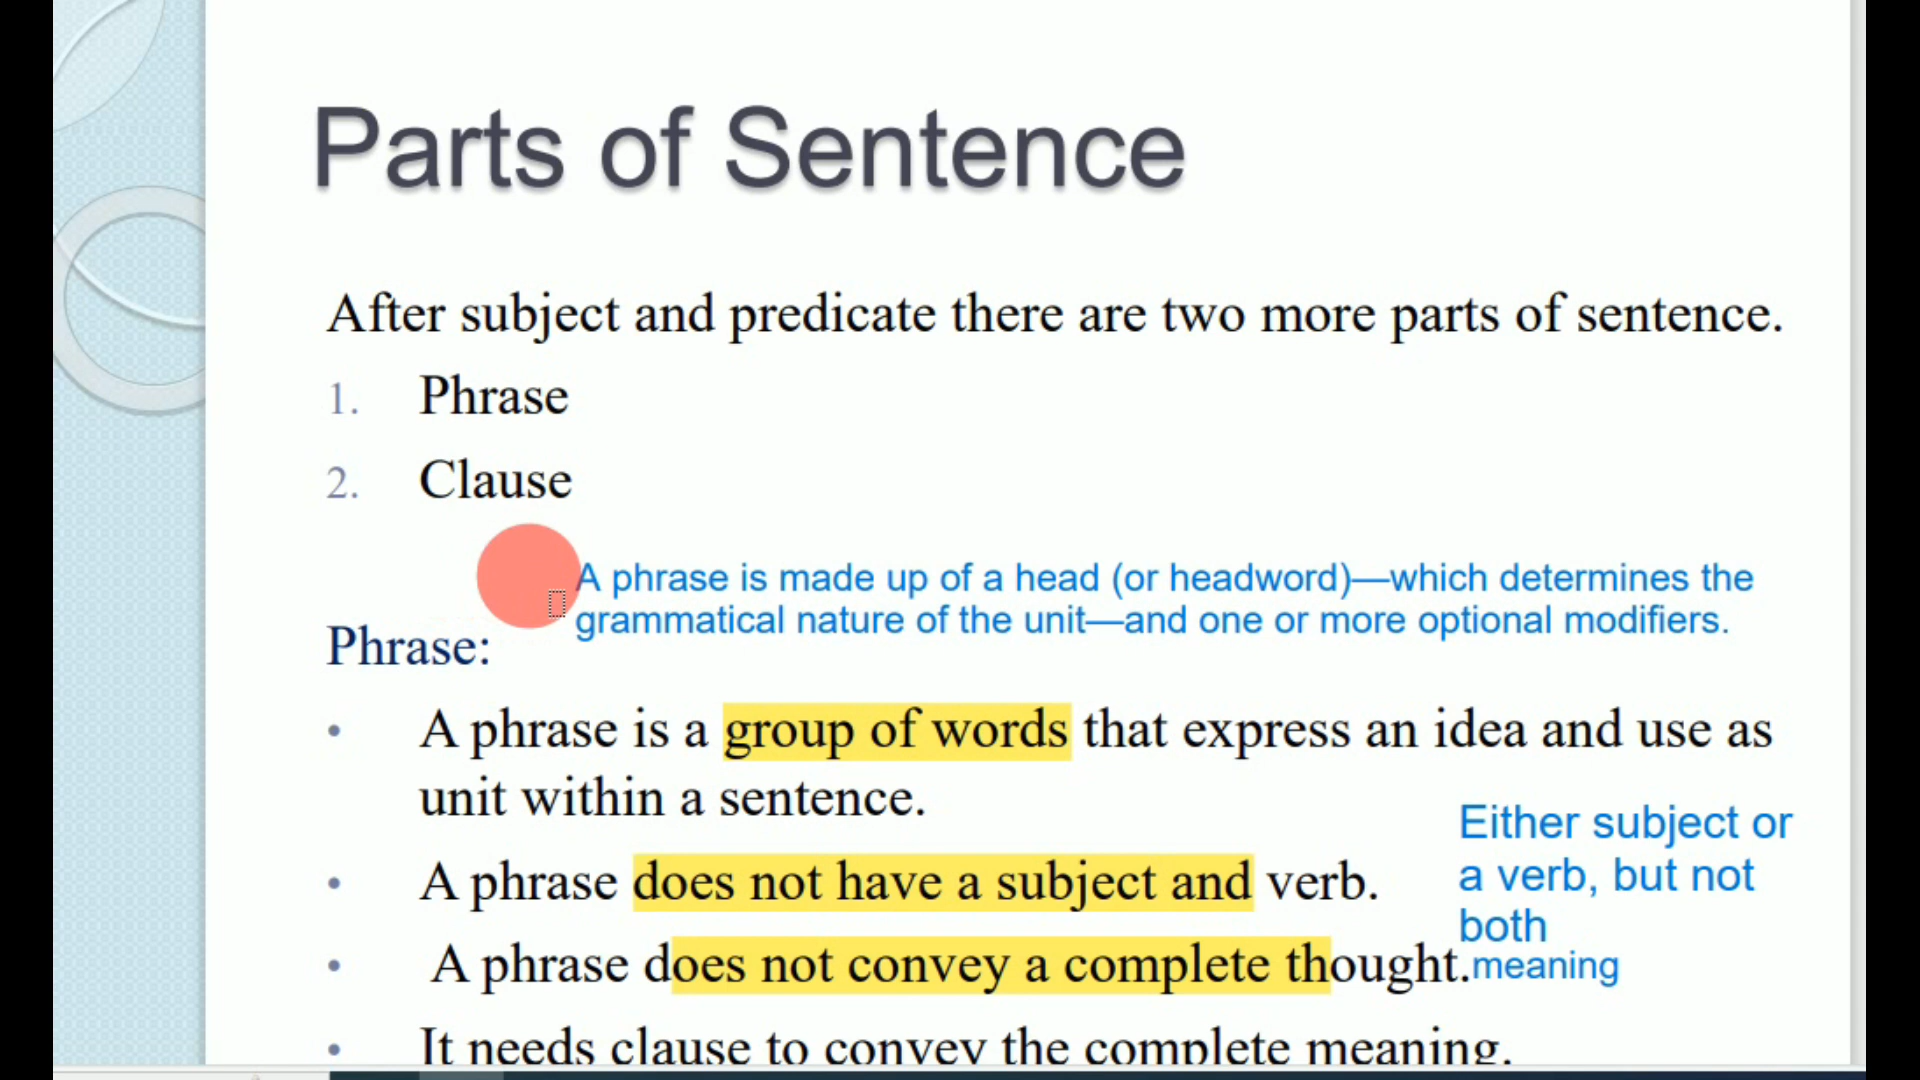 Parts of Sentence
After subject and predicate there are two more parts of sentence.
1. Phrase
2. Clause
A phrase is made up of a head (or headword)—which determines the
grammatical nature of the unit—and one or more optional modifiers.
Phrase:
• A phrase is a group of words that express an idea and use as
unit within a sentence.
Either subject or
a verb, but not
both
• A phrase does not have a subject and verb.
• A phrase does not convey a complete thought. meaning
• It needs clause to convey the complete meaning.